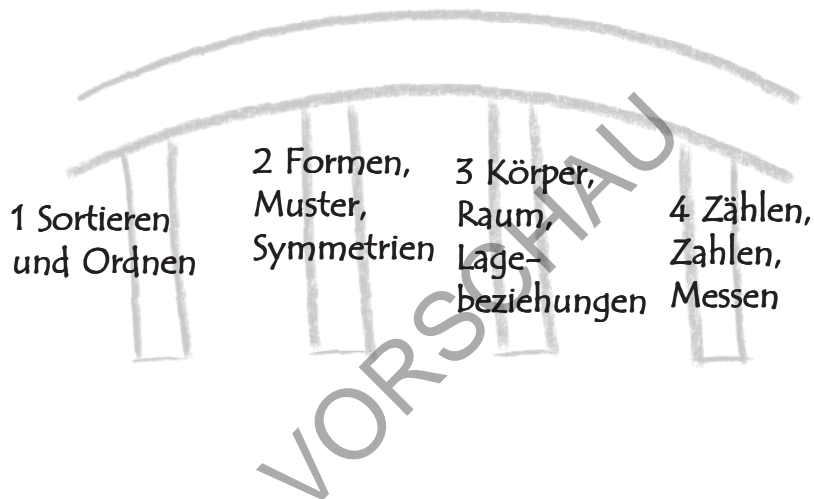 1 Sortieren
und Ordnen
2 Formen,
Muster,
Symmetrien
3 Körper,
Raum,
Lage-
beziehungen
4 Zählen,
Zahlen,
Messen
VORSCHAU